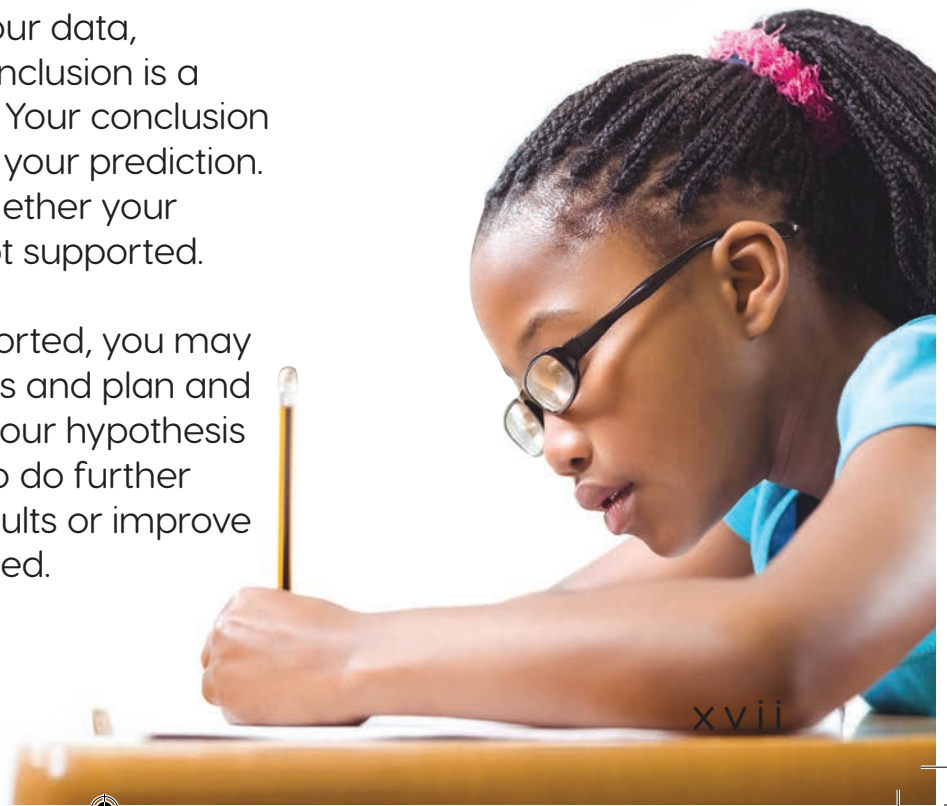 our data,
nclusion is a
Your conclusion
your prediction.
ether your
t supported.
orted, you may
s and plan and
our hypothesis
o do further
ults or improve
ed.
xvii